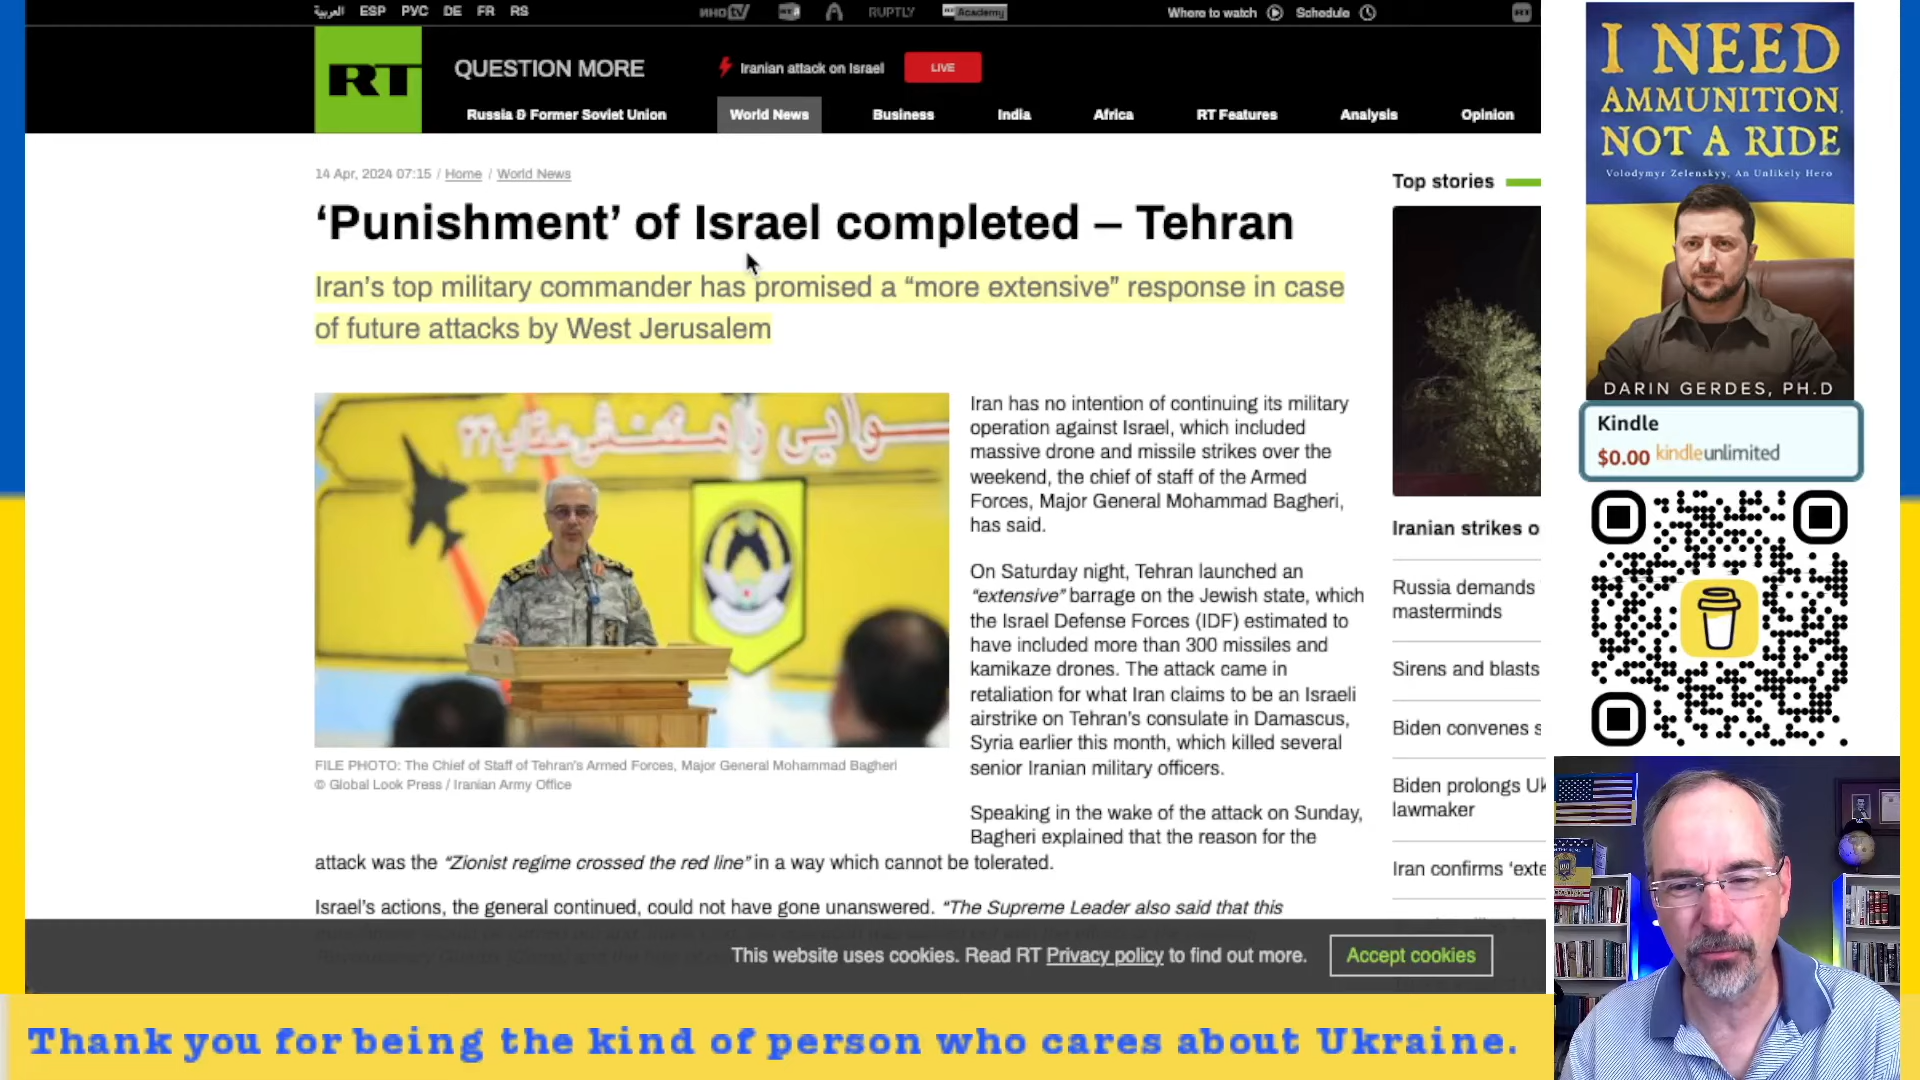 العربية ESP РУС DE FR RS
ИНОTV RTД RUPTLY RT Academy
Where to watch Schedule
RT QUESTION MORE
Iranian attack on Israel LIVE
Russia & Former Soviet Union World News Business India Africa RT Features Analysis Opinion
14 Apr, 2024 07:15 / Home / World News
‘Punishment’ of Israel completed – Tehran
Iran’s top military commander has promised a “more extensive” response in case
of future attacks by West Jerusalem
FILE PHOTO: The Chief of Staff of Tehran’s Armed Forces, Major General Mohammad Bagheri
© Global Look Press / Iranian Army Office
Iran has no intention of continuing its military
operation against Israel, which included
massive drone and missile strikes over the
weekend, the chief of staff of the Armed
Forces, Major General Mohammad Bagheri,
has said.
On Saturday night, Tehran launched an
“extensive” barrage on the Jewish state, which
the Israel Defense Forces (IDF) estimated to
have included more than 300 missiles and
kamikaze drones. The attack came in
retaliation for what Iran claims to be an Israeli
airstrike on Tehran’s consulate in Damascus,
Syria earlier this month, which killed several
senior Iranian military officers.
Speaking in the wake of the attack on Sunday,
Bagheri explained that the reason for the
attack was the “Zionist regime crossed the red line” in a way which cannot be tolerated.
Israel’s actions, the general continued, could not have gone unanswered. “The Supreme Leader also said that this
Top stories
Iranian strikes o
Russia demands
masterminds
Sirens and blasts
Biden convenes s
Biden prolongs Uk
lawmaker
Iran confirms ‘exte
This website uses cookies. Read RT Privacy policy to find out more.
Accept cookies
I NEED
AMMUNITION,
NOT A RIDE
Volodymyr Zelenskyy, An Unlikely Hero
DARIN GERDES, PH.D
Kindle
$0.00 kindleunlimited
Thank you for being the kind of person who cares about Ukraine.